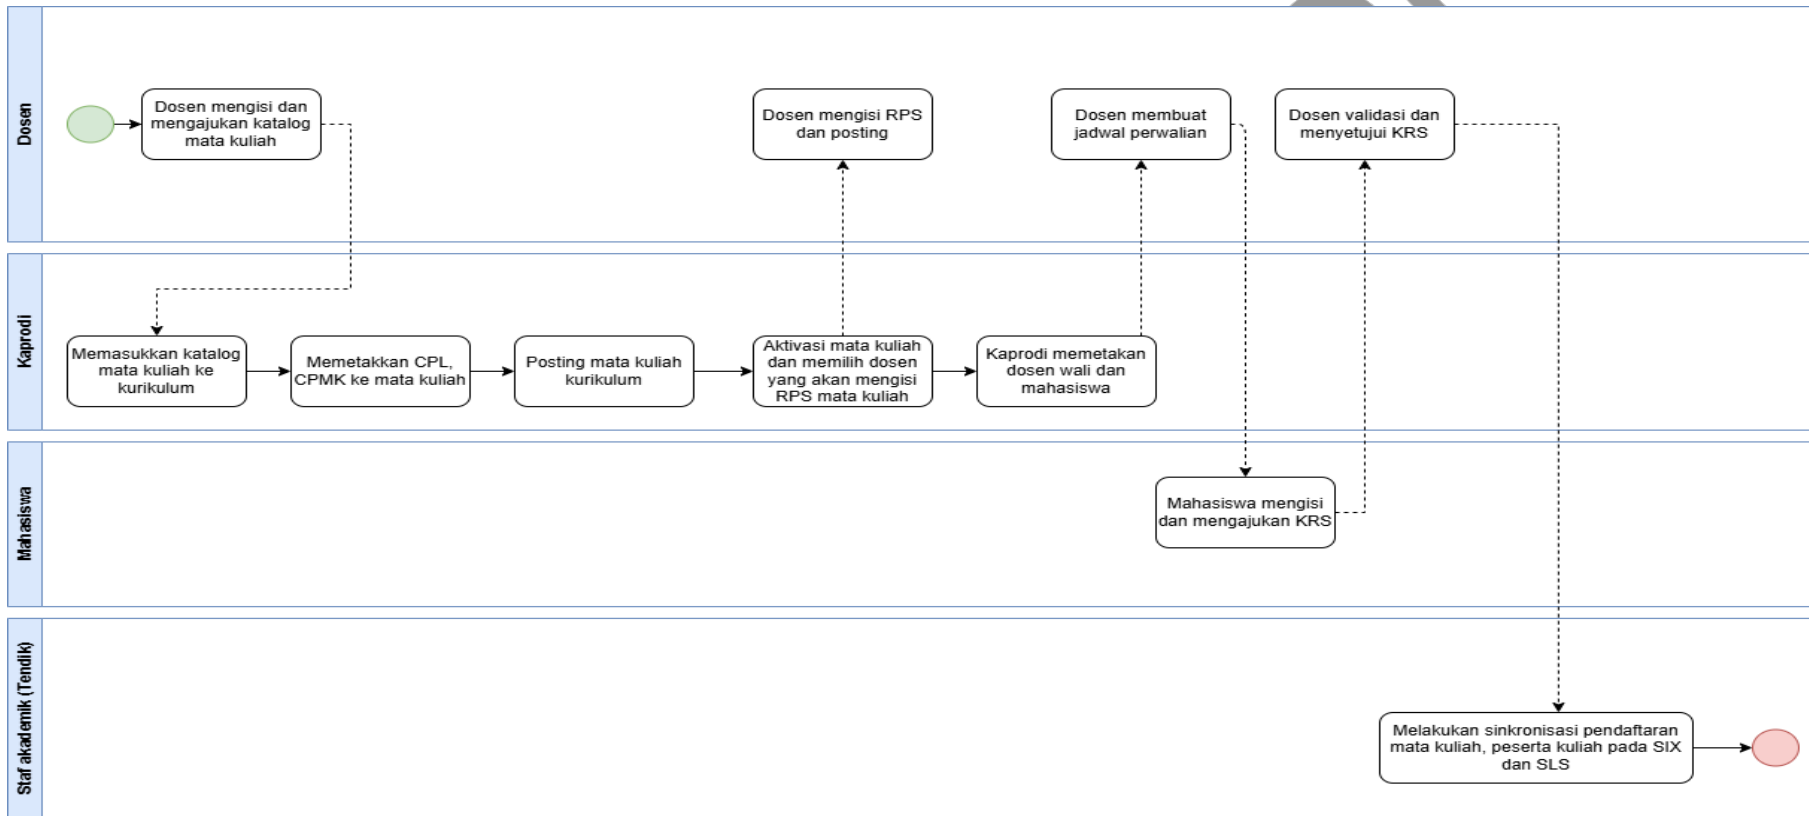 Dosen
Dosen mengisi dan
mengajukan katalog
mata kuliah
Dosen mengisi RPS
dan posting
Dosen membuat
jadwal perwalian
Dosen validasi dan
menyetujui KRS
Kaprodi
Memasukkan katalog
mata kuliah ke
kurikulum
Memetakkan CPL,
CPMK ke mata kuliah
Posting mata kuliah
kurikulum
Aktivasi mata kuliah
dan memilih dosen
yang akan mengisi
RPS mata kuliah
Kaprodi memetakan
dosen wali dan
mahasiswa
Mahasiswa
Mahasiswa mengisi
dan mengajukan KRS
Staf akademik (Tendik)
Melakukan sinkronisasi pendaftaran
mata kuliah, peserta kuliah pada SIX
dan SLS